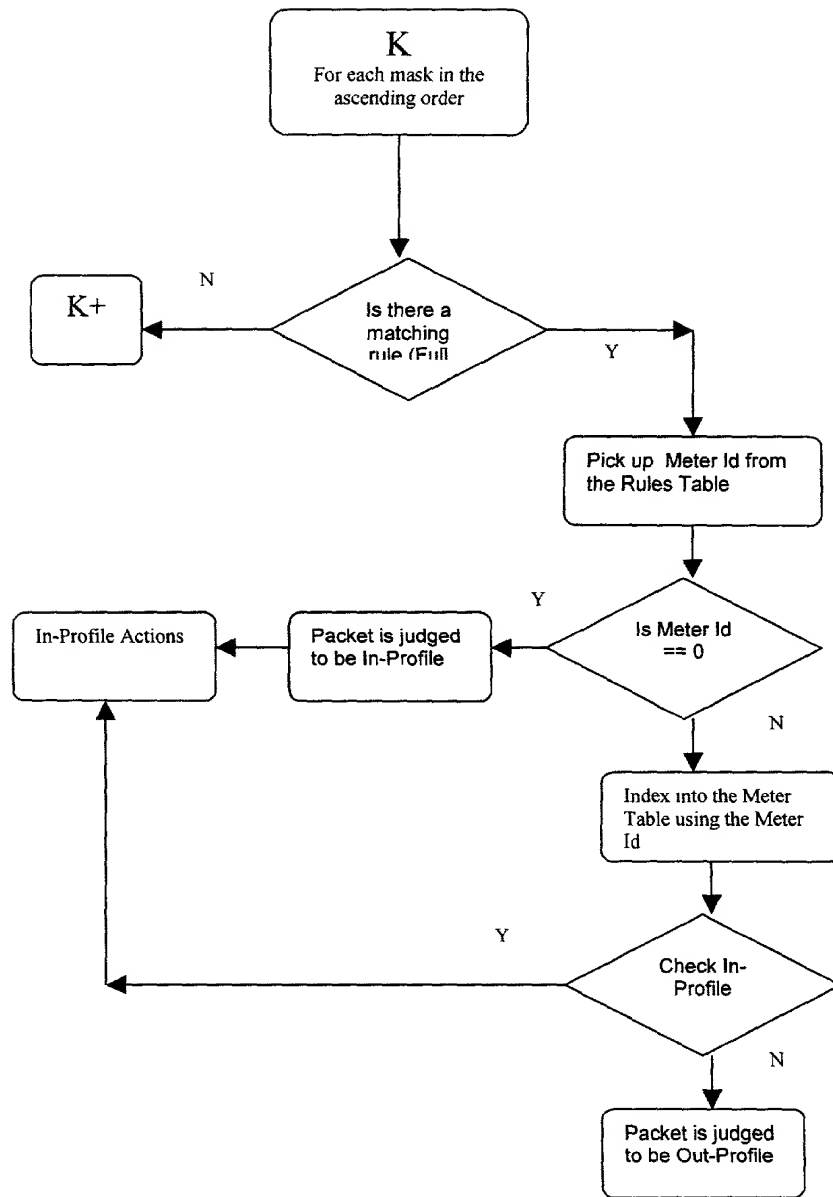 K
For each mask in the
ascending order
N
K+
Is there a
matching
rule (Full
Y
Pick up Meter Id from
the Rules Table
Y
In-Profile Actions
Packet is judged
to be In-Profile
Is Meter Id
== 0
N
Index into the Meter
Table using the Meter
Id
Y
Check In-
Profile
N
Packet is judged
to be Out-Profile